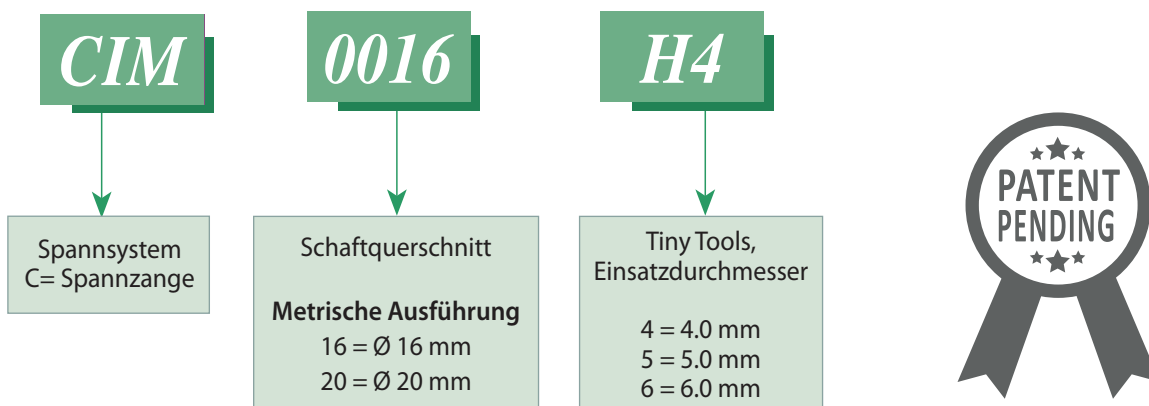 CIM
0016
H4
Spannsystem
C= Spannzange
Schaftquerschnitt
Metrische Ausführung
16 = Ø 16 mm
20 = Ø 20 mm
Tiny Tools,
Einsatzdurchmesser
4 = 4.0 mm
5 = 5.0 mm
6 = 6.0 mm
PATENT
PENDING